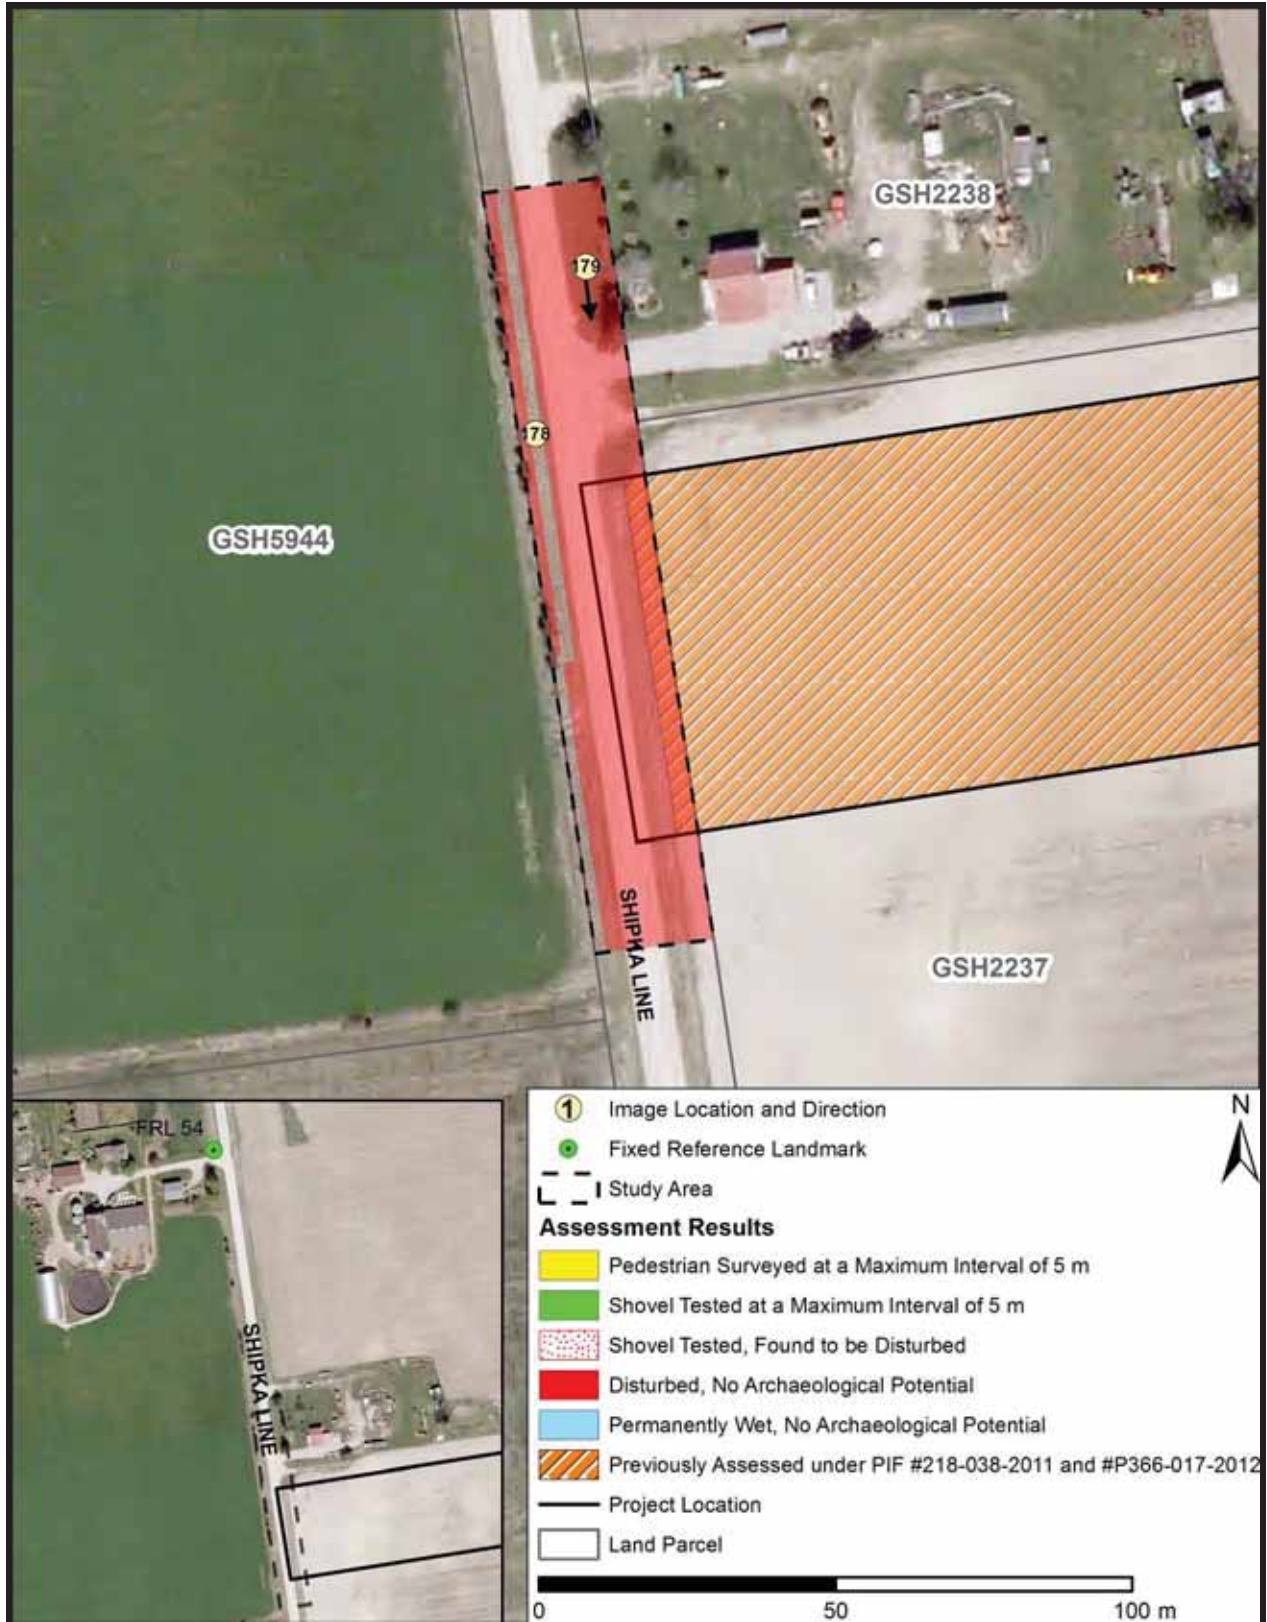 GSH2238
179
178
GSH5944
SHIPKA LINE
GSH2237
FRL 54
SHIPKA LINE
1 Image Location and Direction
Fixed Reference Landmark
Study Area
Assessment Results
Pedestrian Surveyed at a Maximum Interval of 5 m
Shovel Tested at a Maximum Interval of 5 m
Shovel Tested, Found to be Disturbed
Disturbed, No Archaeological Potential
Permanently Wet, No Archaeological Potential
Previously Assessed under PIF #218-038-2011 and #P366-017-2012
Project Location
Land Parcel
N
0 50 100 m